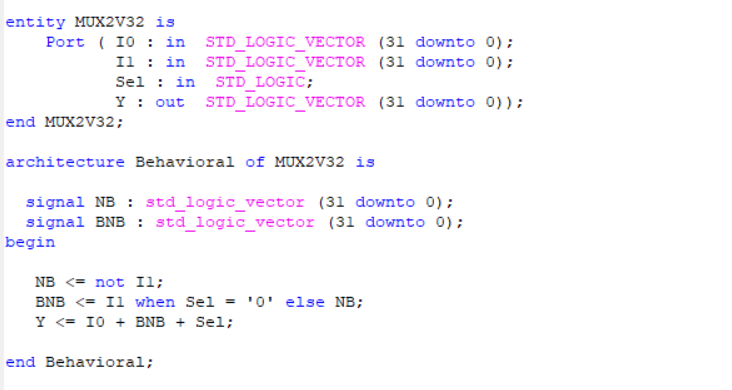 entity MUX2V32 is
Port ( I0 : in STD_LOGIC_VECTOR (31 downto 0);
I1 : in STD_LOGIC_VECTOR (31 downto 0);
Sel : in STD_LOGIC;
Y : out STD_LOGIC_VECTOR (31 downto 0));
end MUX2V32;
architecture Behavioral of MUX2V32 is
signal NB : std_logic_vector (31 downto 0);
signal BNB : std_logic_vector (31 downto 0);
begin
NB <= not I1;
BNB <= I1 when Sel = '0' else NB;
Y <= I0 + BNB + Sel;
end Behavioral;